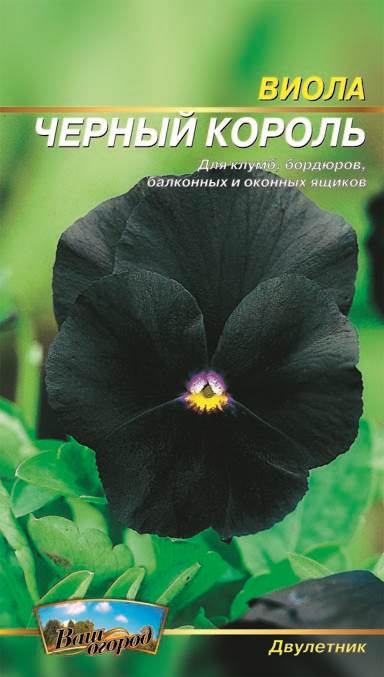 ВИОЛА
ЧЕРНЫЙ КОРОЛЬ
Для клумб, бордюров,
балконных и оконных ящиков
Ваш
огород
Двулетник